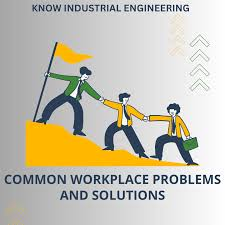 KNOW INDUSTRIAL ENGINEERING
COMMON WORKPLACE PROBLEMS
AND SOLUTIONS